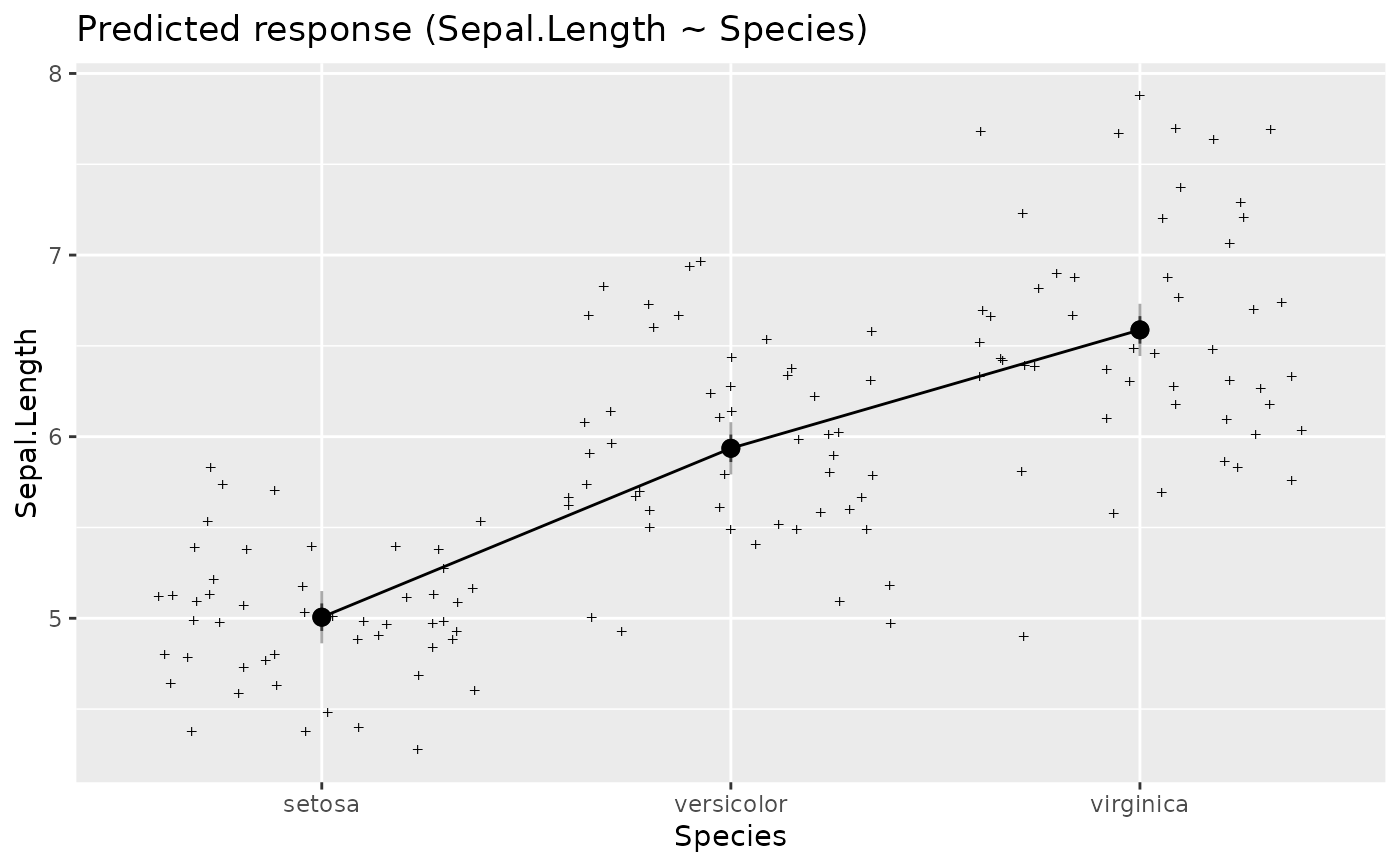 Predicted response (Sepal.Length ~ Species)
8
7
6
5
Sepal.Length
setosa
versicolor
virginica
Species